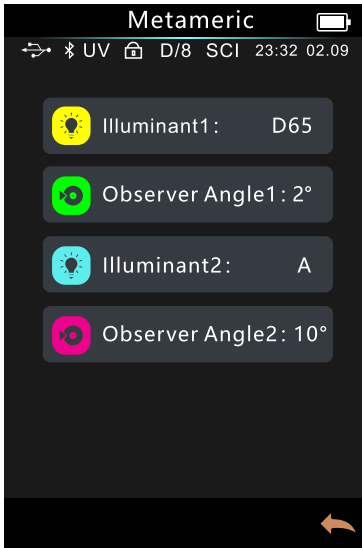 Metameric
UV D/8 SCI 23:32 02.09
Illuminant1: D65
Observer Angle1: 2°
Illuminant2: A
Observer Angle2: 10°